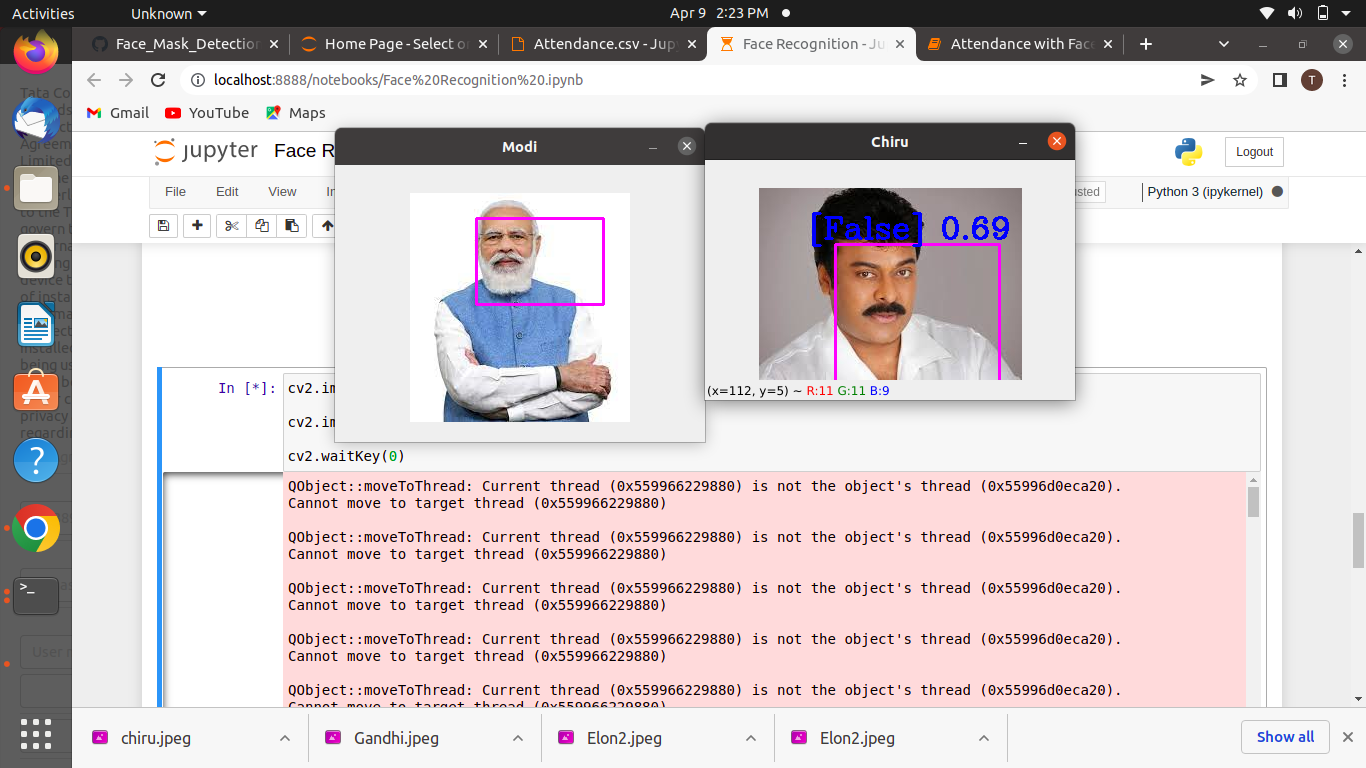 Activities
Unknown
Apr 9 2:23 PM
Face_Mask_Detection
Home Page - Select or
Attendance.csv - Jupy
Face Recognition - Ju
Attendance with Face
localhost:8888/notebooks/Face%20Recognition%20.ipynb
T
Gmail
YouTube
Maps
jupyter
Face R
Logout
File
Edit
View
In
usted
Python 3 (ipykernel)
Modi
Chiru
[False] 0.69
(x=112, y=5) ~ R:11 G:11 B:9
In [*]:
cv2.im
cv2.im
cv2.waitKey(0)
QObject::moveToThread: Current thread (0x559966229880) is not the object's thread (0x55996d0eca20).
Cannot move to target thread (0x559966229880)
QObject::moveToThread: Current thread (0x559966229880) is not the object's thread (0x55996d0eca20).
Cannot move to target thread (0x559966229880)
QObject::moveToThread: Current thread (0x559966229880) is not the object's thread (0x55996d0eca20).
Cannot move to target thread (0x559966229880)
QObject::moveToThread: Current thread (0x559966229880) is not the object's thread (0x55996d0eca20).
Cannot move to target thread (0x559966229880)
QObject::moveToThread: Current thread (0x559966229880) is not the object's thread (0x55996d0eca20).
Cannot move to target thread (0x559966229880)
chiru.jpeg
Gandhi.jpeg
Elon2.jpeg
Elon2.jpeg
Show all